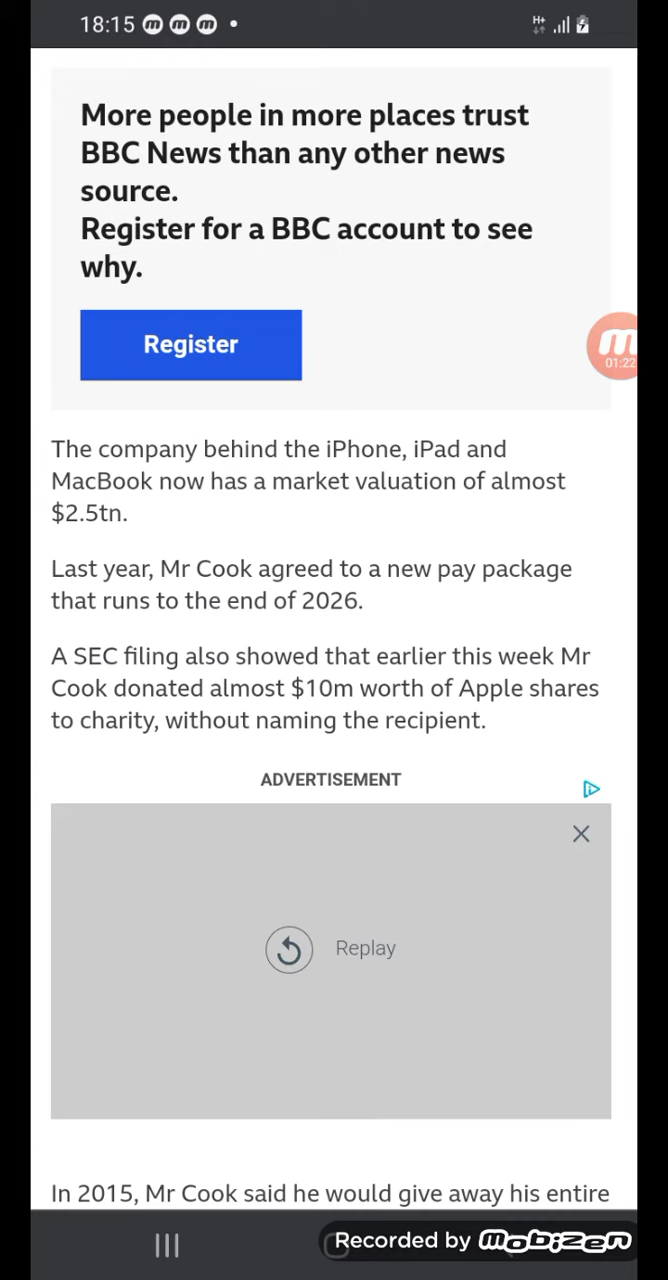 18:15
H+
More people in more places trust
BBC News than any other news
source.
Register for a BBC account to see
why.
Register
01:22
The company behind the iPhone, iPad and
MacBook now has a market valuation of almost
$2.5tn.
Last year, Mr Cook agreed to a new pay package
that runs to the end of 2026.
A SEC filing also showed that earlier this week Mr
Cook donated almost $10m worth of Apple shares
to charity, without naming the recipient.
ADVERTISEMENT
Replay
In 2015, Mr Cook said he would give away his entire
Recorded by mobizen